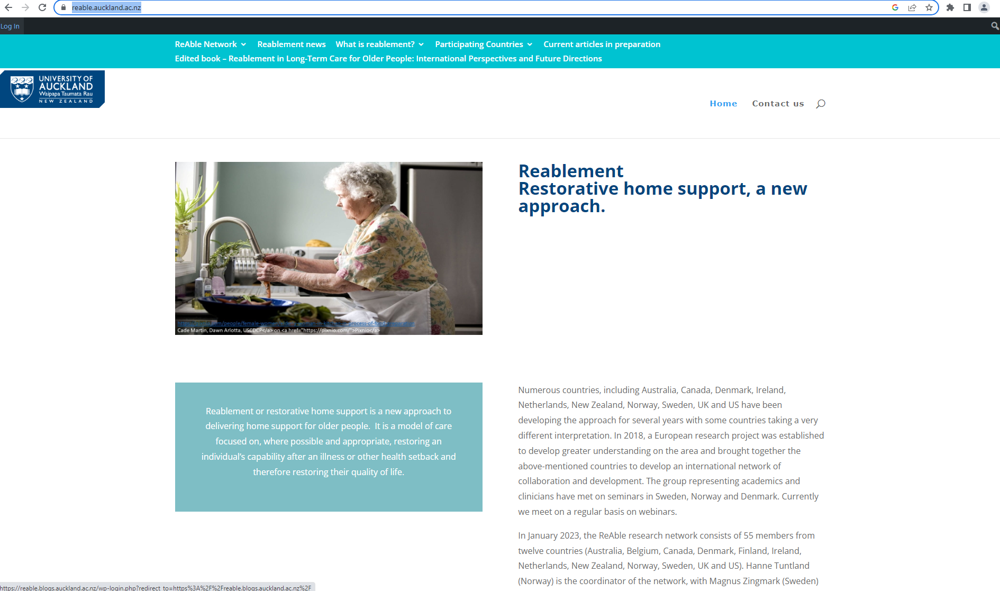 reable.auckland.ac.nz
Log In
ReAble Network Reablement news What is reablement? Participating Countries Current articles in preparation
Edited book – Reablement in Long-Term Care for Older People: International Perspectives and Future Directions
UNIVERSITY OF
AUCKLAND
Waipapa Taumata Rau
NEW ZEALAND
Home Contact us
Reablement
Restorative home support, a new
approach.
https://pixnio.com/people/female-women/elderly-woman-in-kitchen-in-process-of-food-preparation
Cade Martin, Dawn Arlotta, USCDCP</a> on <a href="https://pixnio.com/">Pixnio</a>
Reablement or restorative home support is a new approach to
delivering home support for older people.  It is a model of care
focused on, where possible and appropriate, restoring an
individual’s capability after an illness or other health setback and
therefore restoring their quality of life.
Numerous countries, including Australia, Canada, Denmark, Ireland,
Netherlands, New Zealand, Norway, Sweden, UK and US have been
developing the approach for several years with some countries taking a very
different interpretation. In 2018, a European research project was established
to develop greater understanding on the area and brought together the
above-mentioned countries to develop an international network of
collaboration and development. The group representing academics and
clinicians have met on seminars in Sweden, Norway and Denmark. Currently
we meet on a regular basis on webinars.
In January 2023, the ReAble research network consists of 55 members from
twelve countries (Australia, Belgium, Canada, Denmark, Finland, Ireland,
Netherlands, New Zealand, Norway, Sweden, UK and US). Hanne Tuntland
(Norway) is the coordinator of the network, with Magnus Zingmark (Sweden)
https://reable.blogs.auckland.ac.nz/wp-login.php?redirect_to=https%3A%2F%2Freable.blogs.auckland.ac.nz%2F